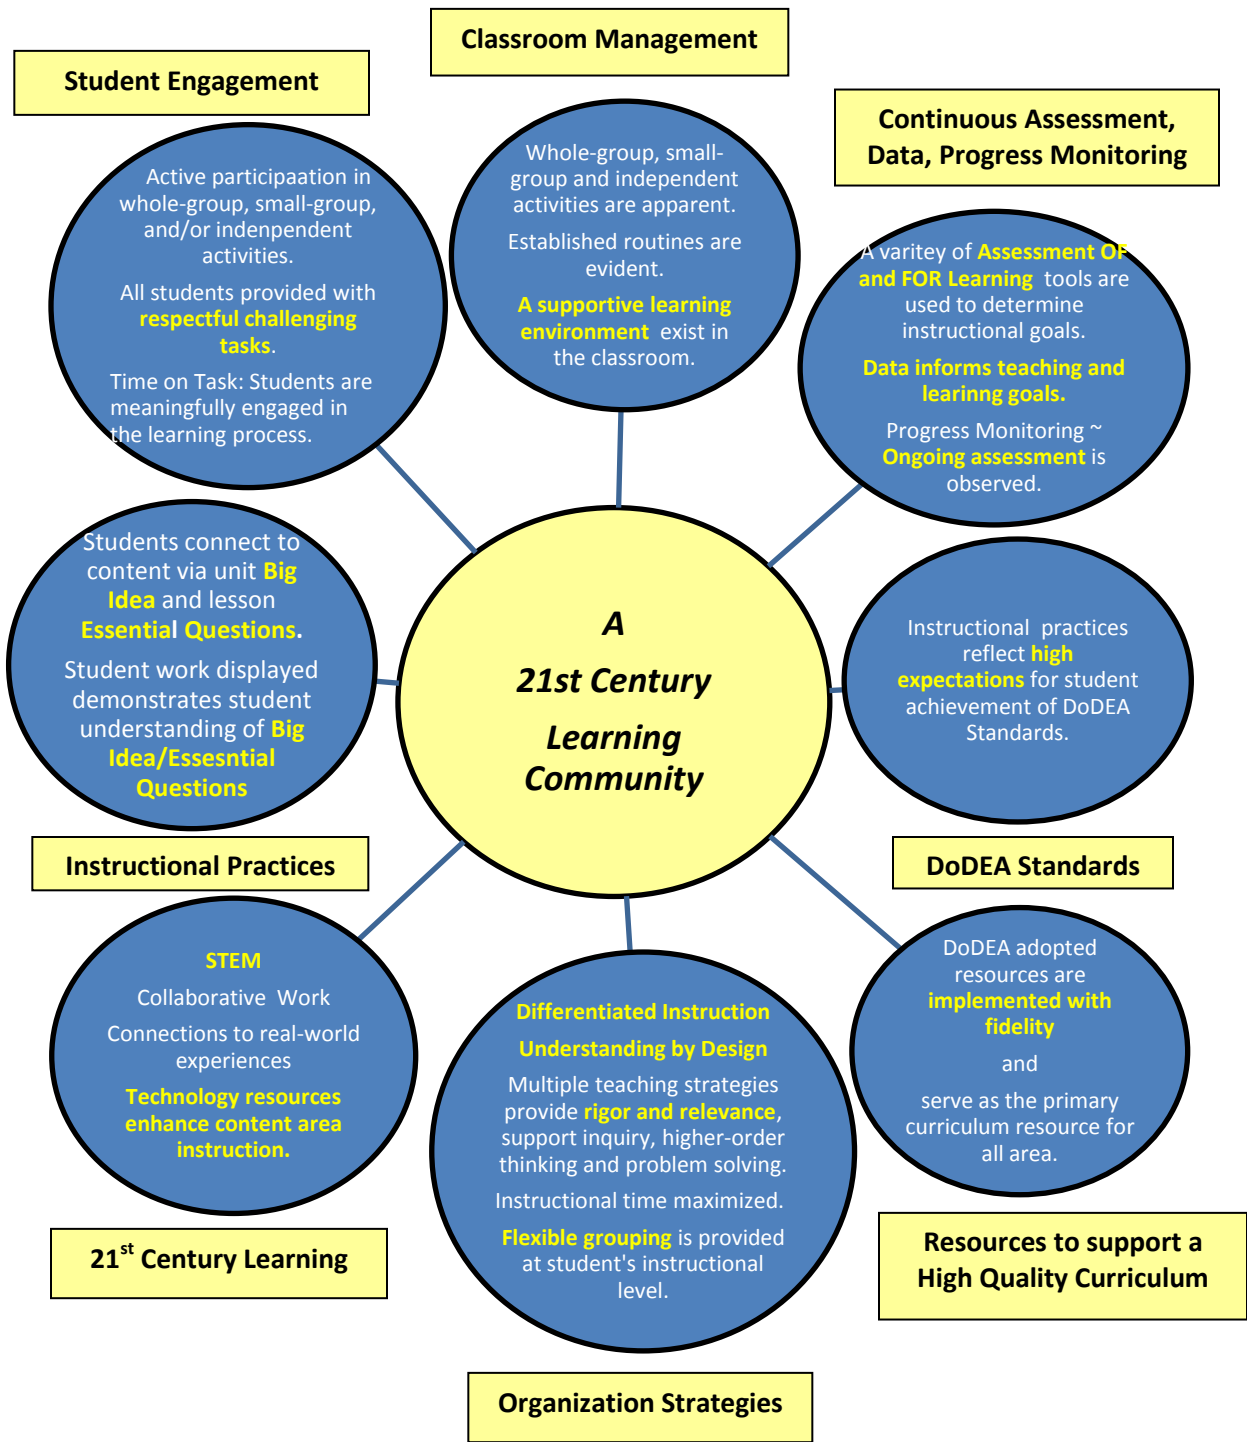 Classroom Management
Student Engagement
Continuous Assessment,
Data, Progress Monitoring
Active participaation in
whole-group, small-group,
and/or indenpendent
activities.
All students provided with
respectful challenging
tasks.
Time on Task: Students are
meaningfully engaged in
the learning process.
Whole-group, small-
group and independent
activities are apparent.
Established routines are
evident.
A supportive learning
environment exist in
the classroom.
A varitey of Assessment OF
and FOR Learning tools are
used to determine
instructional goals.
Data informs teaching and
learinng goals.
Progress Monitoring ~
Ongoing assessment is
observed.
Students connect to
content via unit Big
Idea and lesson
Essential Questions.
Student work displayed
demonstrates student
understanding of Big
Idea/Essesntial
Questions
A
21st Century
Learning
Community
Instructional practices
reflect high
expectations for student
achievement of DoDEA
Standards.
Instructional Practices
DoDEA Standards
STEM
Collaborative Work
Connections to real-world
experiences
Technology resources
enhance content area
instruction.
Differentiated Instruction
Understanding by Design
Multiple teaching strategies
provide rigor and relevance,
support inquiry, higher-order
thinking and problem solving.
Instructional time maximized.
Flexible grouping is provided
at student's instructional
level.
DoDEA adopted
resources are
implemented with
fidelity
and
serve as the primary
curriculum resource for
all area.
21st Century Learning
Resources to support a
High Quality Curriculum
Organization Strategies